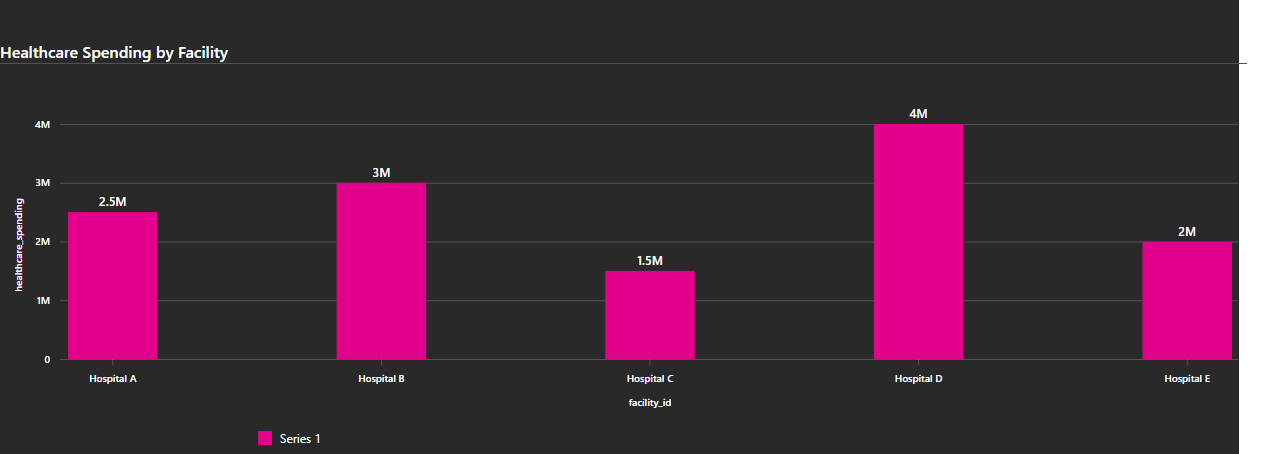 Healthcare Spending by Facility
4M
4M
3M
3M
2.5M
2M
2M
1.5M
1M
0
healthcare_spending
Hospital A Hospital B Hospital C Hospital D Hospital E
facility_id
Series 1